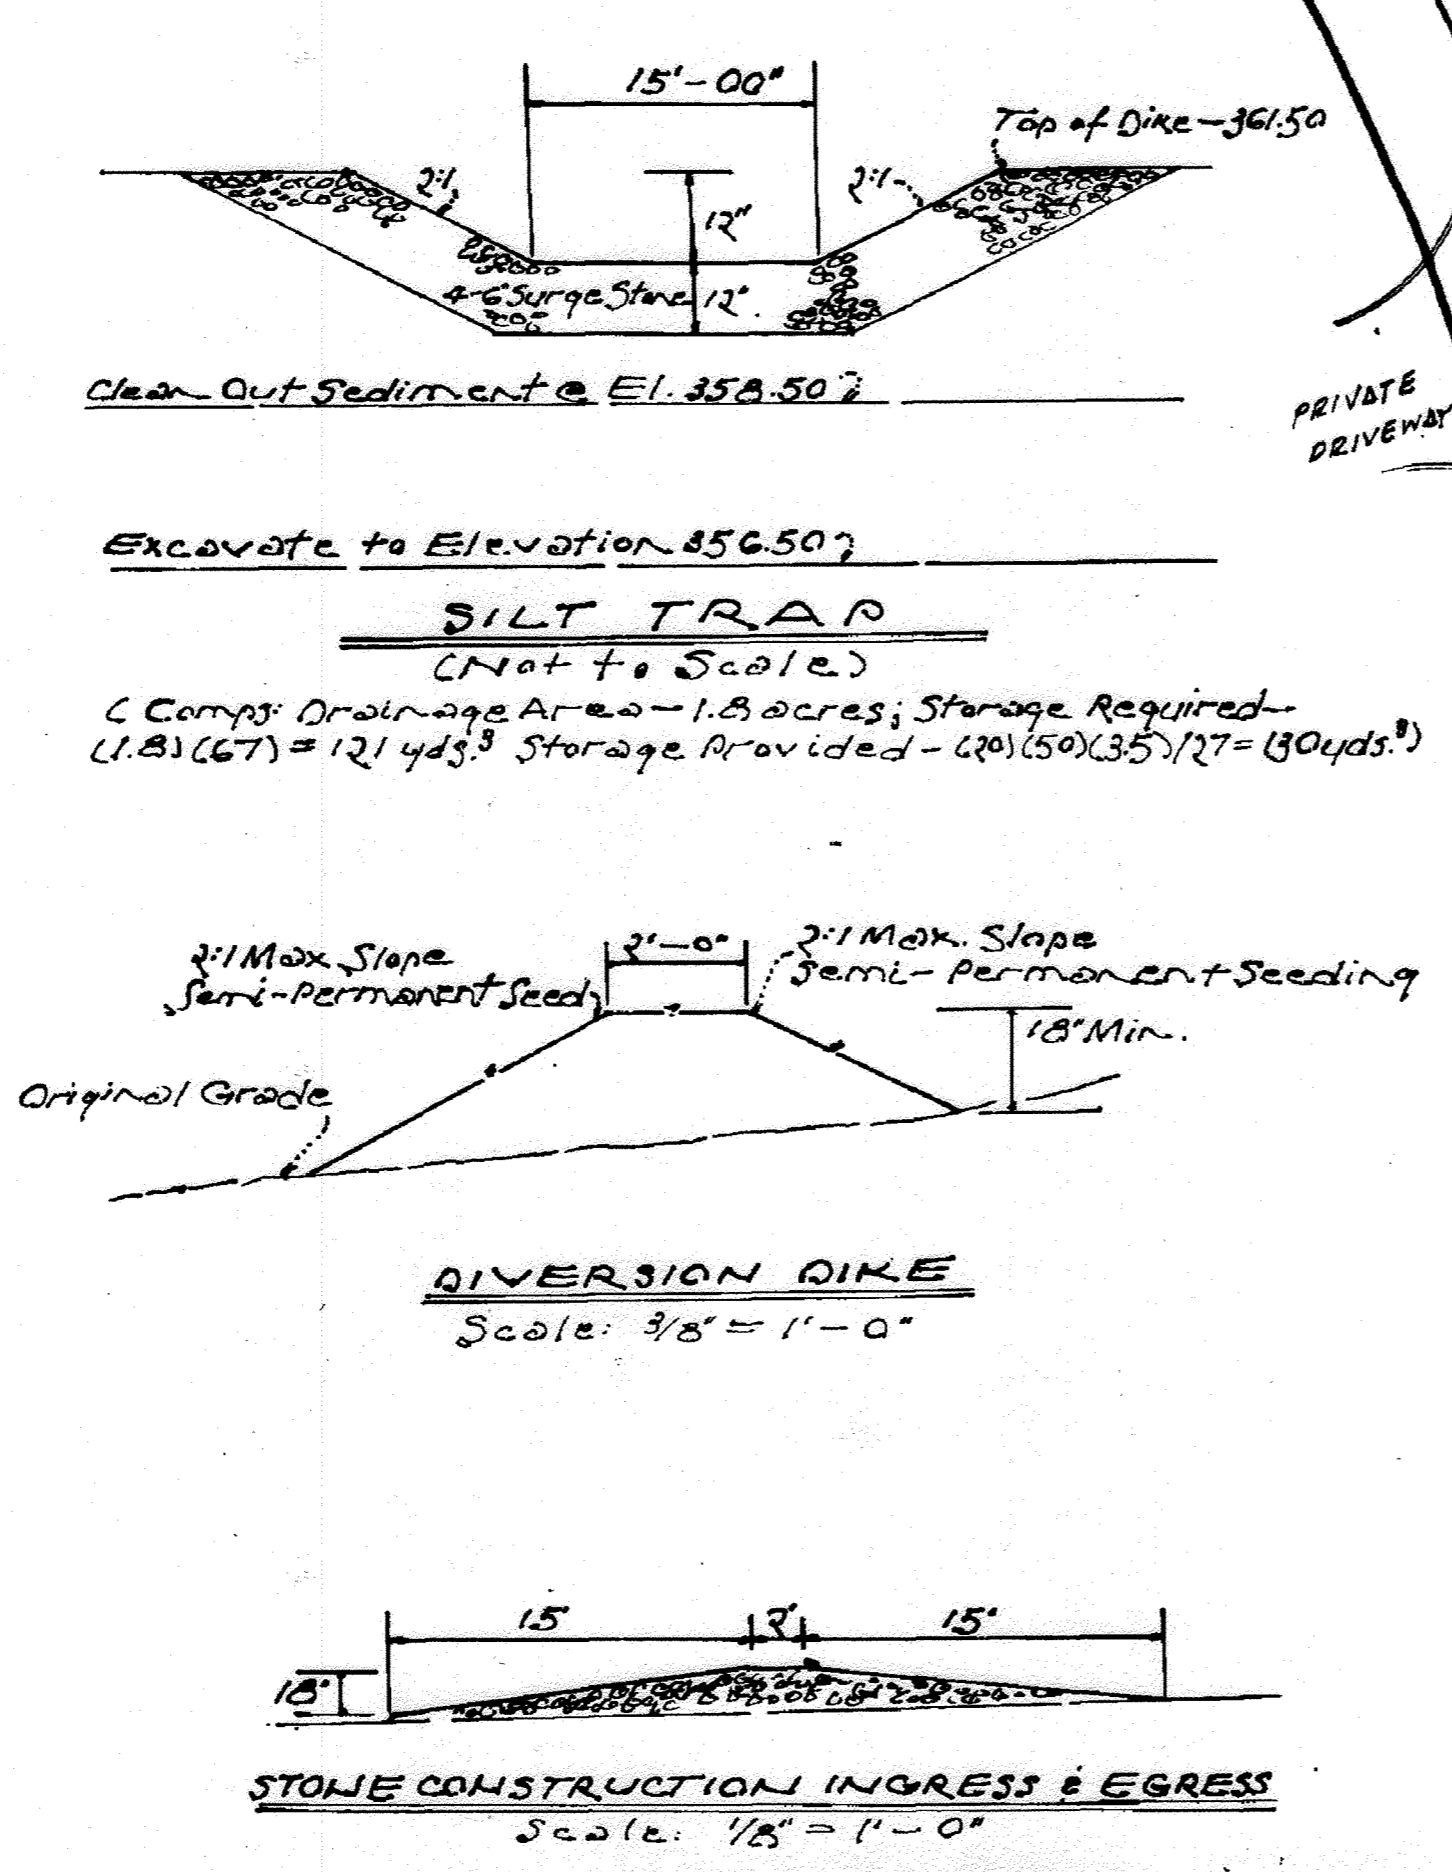 15'-00"
Top of Dike-361.50
2:1
2:1
12"
4-6" Surge Stone
12"
Clean Out Sediment @ El. 358.50
PRIVATE
DRIVEWAY
Excavate to Elevation 356.50
SILT TRAP
(Not to Scale)
( Comps: Drainage Area-1.8 acres; Storage Required-
(1.8)(67) = 121 yds.³ Storage Provided-(20)(50)(3.5)/27=130yds.³)
2:1 Max. Slope
Semi-Permanent Seed
2'-0"
2:1 Max. Slope
Semi-Permanent Seeding
18" Min.
Original Grade
DIVERSION DIKE
Scale: 3/8" = 1'-0"
15'
2'
15'
18"
STONE CONSTRUCTION INGRESS & EGRESS
Scale: 1/8" = 1'-0"